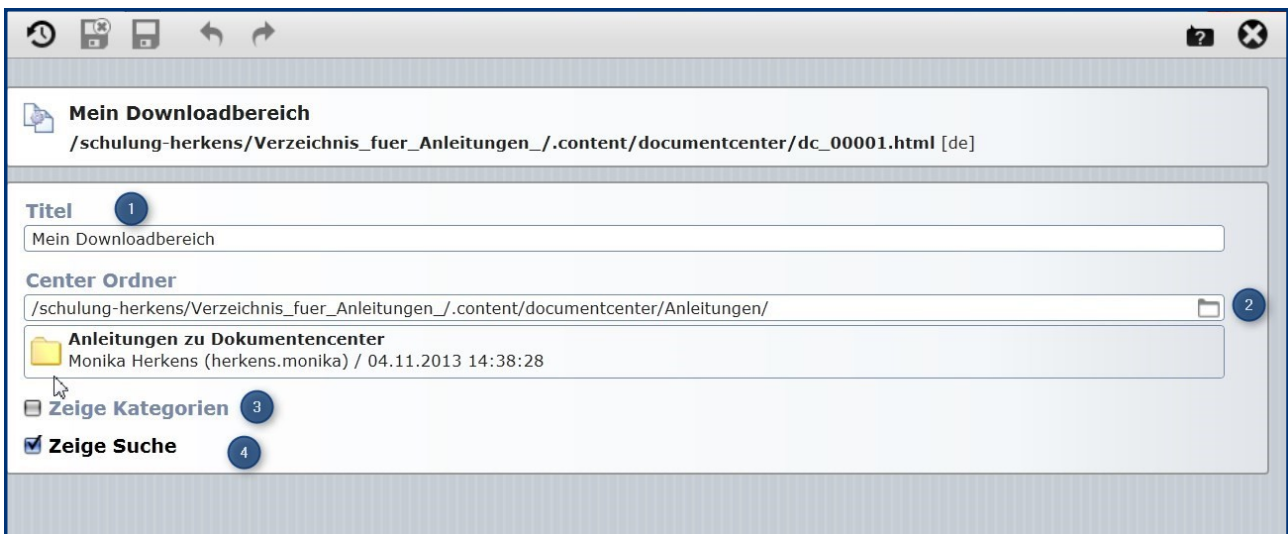 ?
Mein Downloadbereich
/schulung-herkens/Verzeichnis_fuer_Anleitungen_/.content/documentcenter/dc_00001.html [de]
Titel 1
Mein Downloadbereich
Center Ordner
/schulung-herkens/Verzeichnis_fuer_Anleitungen_/.content/documentcenter/Anleitungen/ 2
Anleitungen zu Dokumentencenter
Monika Herkens (herkens.monika) / 04.11.2013 14:38:28
Zeige Kategorien 3
Zeige Suche 4